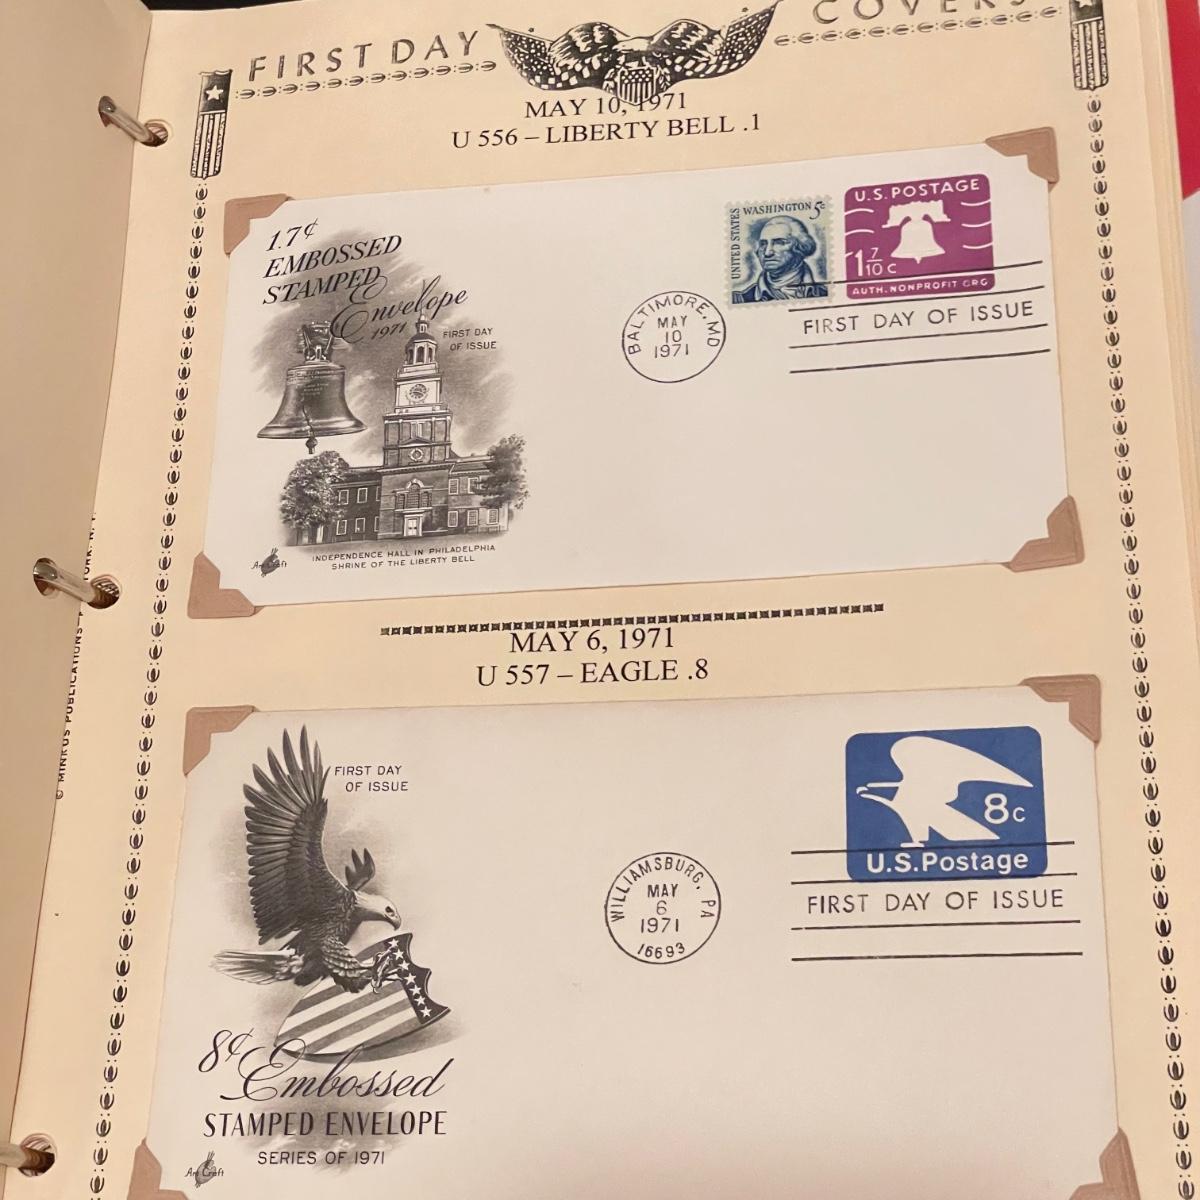 FIRST DAY COVERS
MAY 10, 1971
U 556 – LIBERTY BELL .1
1.7¢
EMBOSSED
STAMPED
Envelope
1971
FIRST DAY
OF ISSUE
INDEPENDENCE HALL IN PHILADELPHIA
SHRINE OF THE LIBERTY BELL
Art Craft
UNITED STATES
WASHINGTON 5c
U.S. POSTAGE
1 7/10 c
AUTH. NONPROFIT ORG
BALTIMORE, MD
MAY
10
1971
FIRST DAY OF ISSUE
MAY 6, 1971
U 557 – EAGLE .8
FIRST DAY
OF ISSUE
8¢
Embossed
STAMPED ENVELOPE
SERIES OF 1971
Art Craft
8c
U.S.Postage
WILLIAMSBURG, PA
MAY
6
1971
16693
FIRST DAY OF ISSUE
© MINKUS PUBLICATIONS